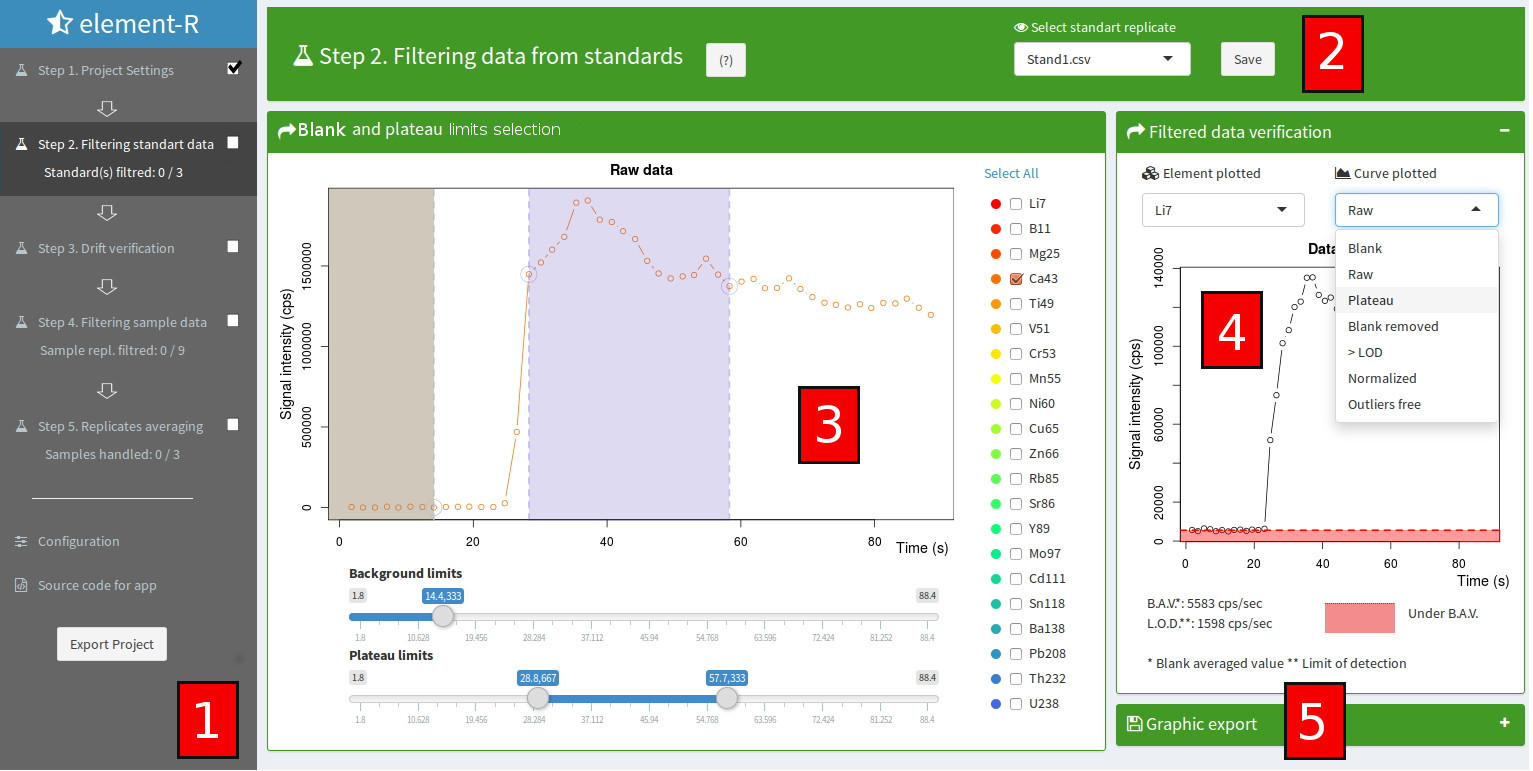 element-R
Step 1. Project Settings
Step 2. Filtering standart data
Standard(s) filtred: 0 / 3
Step 3. Drift verification
Step 4. Filtering sample data
Sample repl. filtred: 0 / 9
Step 5. Replicates averaging
Samples handled: 0 / 3
Configuration
Source code for app
Export Project
1
Step 2. Filtering data from standards
(?)
Select standart replicate
Stand1.csv
Save
2
Blank and plateau limits selection
Raw data
Signal intensity (cps)
1500000
1000000
500000
0
0 20 40 60 80
Time (s)
3
Background limits
1.8 14.4,333 88.4
1.8 10.628 19.456 28.284 37.112 45.94 54.768 63.596 72.424 81.252 88.4
Plateau limits
1.8 28.8,667 57.7,333 88.4
1.8 10.628 19.456 28.284 37.112 45.94 54.768 63.596 72.424 81.252 88.4
Select All
Li7
B11
Mg25
Ca43
Ti49
V51
Cr53
Mn55
Ni60
Cu65
Zn66
Rb85
Sr86
Y89
Mo97
Cd111
Sn118
Ba138
Pb208
Th232
U238
Filtered data verification
Element plotted
Li7
Curve plotted
Raw
Blank
Raw
Plateau
Blank removed
> LOD
Normalized
Outliers free
Data
Signal intensity (cps)
140000
100000
60000
20000
0
0 20 40 60 80
Time (s)
4
B.A.V.*: 5583 cps/sec
L.O.D.**: 1598 cps/sec
Under B.A.V.
* Blank averaged value ** Limit of detection
Graphic export
5